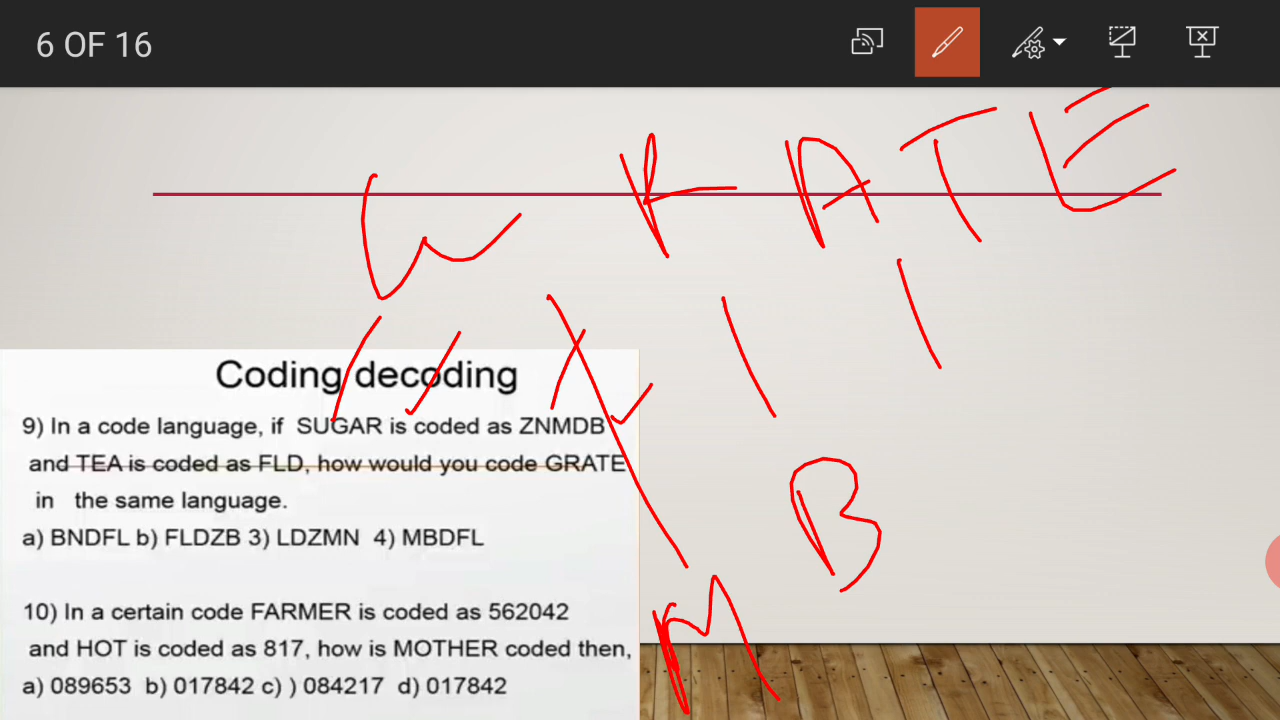 6 OF 16
G R A T E
Coding decoding
9) In a code language, if SUGAR is coded as ZNMDB
and TEA is coded as FLD, how would you code GRATE
in the same language.
a) BNDFL b) FLDZB 3) LDZMN 4) MBDFL
B
M
10) In a certain code FARMER is coded as 562042
and HOT is coded as 817, how is MOTHER coded then,
a) 089653 b) 017842 c) ) 084217 d) 017842